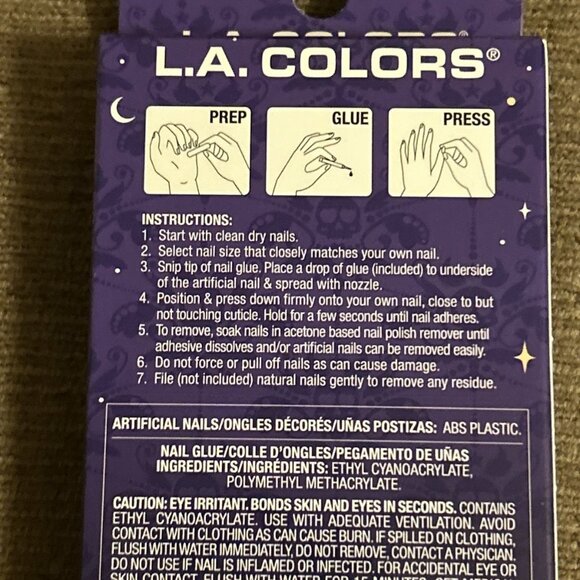 L.A. COLORS®
L.A. COLORS®
PREP
GLUE
PRESS
INSTRUCTIONS:
1. Start with clean dry nails.
2. Select nail size that closely matches your own nail.
3. Snip tip of nail glue. Place a drop of glue (included) to underside
of the artificial nail & spread with nozzle.
4. Position & press down firmly onto your own nail, close to but
not touching cuticle. Hold for a few seconds until nail adheres.
5. To remove, soak nails in acetone based nail polish remover until
adhesive dissolves and/or artificial nails can be removed easily.
6. Do not force or pull off nails as can cause damage.
7. File (not included) natural nails gently to remove any residue.
ARTIFICIAL NAILS/ONGLES DÉCORÉS/UÑAS POSTIZAS: ABS PLASTIC.
NAIL GLUE/COLLE D'ONGLES/PEGAMENTO DE UÑAS
INGREDIENTS/INGRÉDIENTS: ETHYL CYANOACRYLATE,
POLYMETHYL METHACRYLATE.
CAUTION: EYE IRRITANT. BONDS SKIN AND EYES IN SECONDS. CONTAINS
ETHYL CYANOACRYLATE. USE WITH ADEQUATE VENTILATION. AVOID
CONTACT WITH CLOTHING AS CAN CAUSE BURN. IF SPILLED ON CLOTHING,
FLUSH WITH WATER IMMEDIATELY, DO NOT REMOVE, CONTACT A PHYSICIAN.
DO NOT USE IF NAIL IS INFLAMED OR INFECTED. FOR ACCIDENTAL EYE OR
SKIN CONTACT, FLUSH WITH WATER FOR 15 MINUTES.